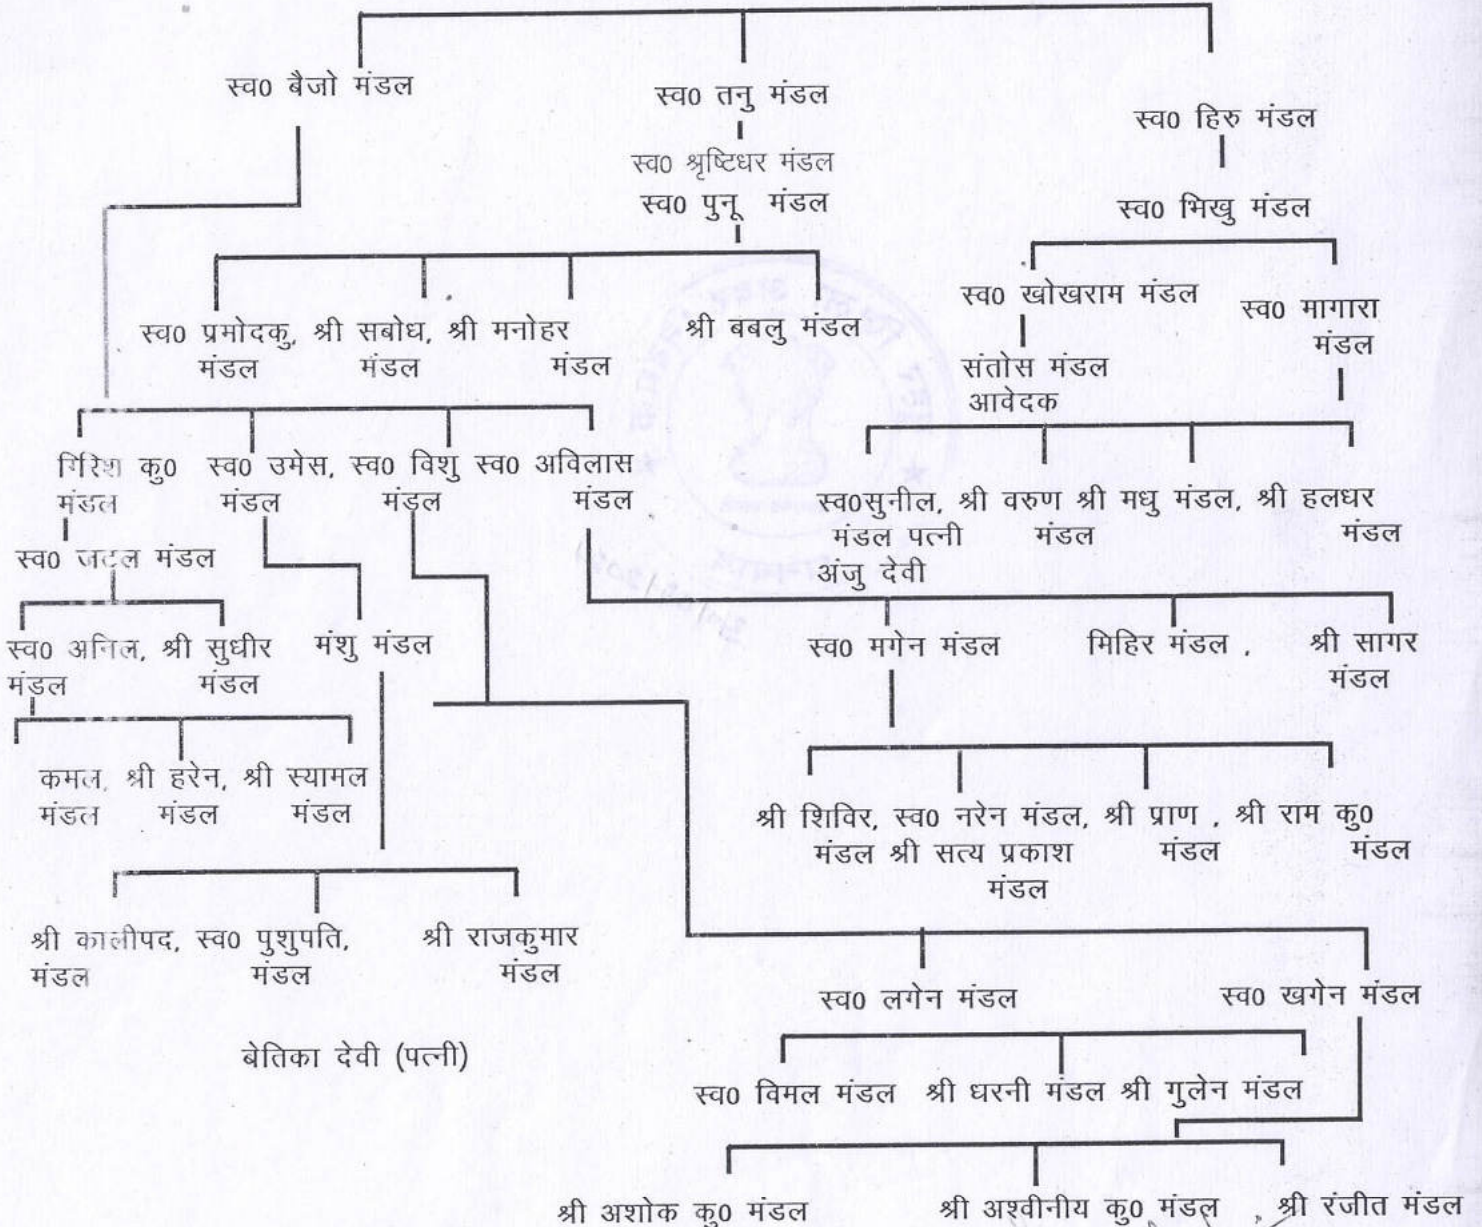 स्व0 बैजो मंडल
स्व0 तनु मंडल
स्व0 हिरु मंडल
स्व0 श्रृष्टिधर मंडल
स्व0 पुनू मंडल
स्व0 भिखु मंडल
स्व0 प्रमोदकु, श्री सबोध, श्री मनोहर
मंडल मंडल मंडल
श्री बबलु मंडल
स्व0 खोखराम मंडल
स्व0 मागारा
मंडल
संतोस मंडल
आवेदक
गिरिश कु0 स्व0 उमेस, स्व0 विशु स्व0 अविलास
मंडल मंडल मंडल मंडल
स्व0सुनील, श्री वरुण श्री मधु मंडल, श्री हलधर
मंडल पत्नी मंडल मंडल
अंजु देवी
स्व0 जटल मंडल
स्व0 अनिल, श्री सुधीर
मंडल मंडल
मंशु मंडल
स्व0 मगेन मंडल मिहिर मंडल , श्री सागर
मंडल
कमल, श्री हरेन, श्री स्यामल
मंडल मंडल मंडल
श्री शिविर, स्व0 नरेन मंडल, श्री प्राण , श्री राम कु0
मंडल श्री सत्य प्रकाश मंडल मंडल
मंडल
श्री कालीपद, स्व0 पुशुपति, श्री राजकुमार
मंडल मंडल मंडल
स्व0 लगेन मंडल स्व0 खगेन मंडल
बेतिका देवी (पत्नी)
स्व0 विमल मंडल श्री धरनी मंडल श्री गुलेन मंडल
श्री अशोक कु0 मंडल श्री अश्वीनीय कु0 मंडल श्री रंजीत मंडल